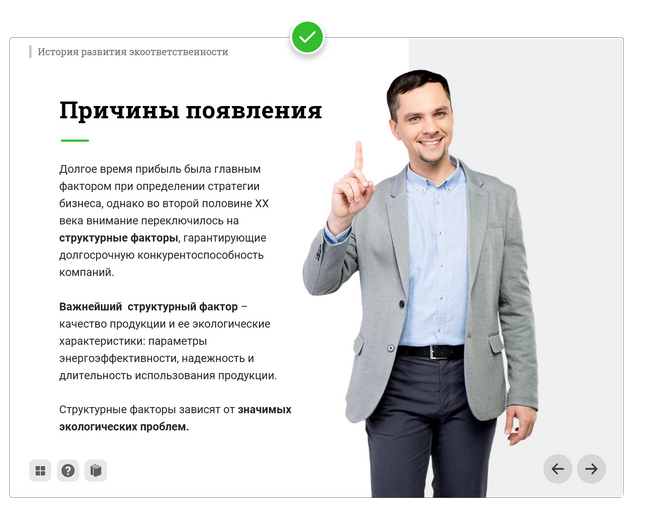 История развития экоответственности
Причины появления
Долгое время прибыль была главным
фактором при определении стратегии
бизнеса, однако во второй половине XX
века внимание переключилось на
структурные факторы, гарантирующие
долгосрочную конкурентоспособность
компаний.
Важнейший  структурный фактор –
качество продукции и ее экологические
характеристики: параметры
энергоэффективности, надежность и
длительность использования продукции.
Структурные факторы зависят от значимых
экологических проблем.
?